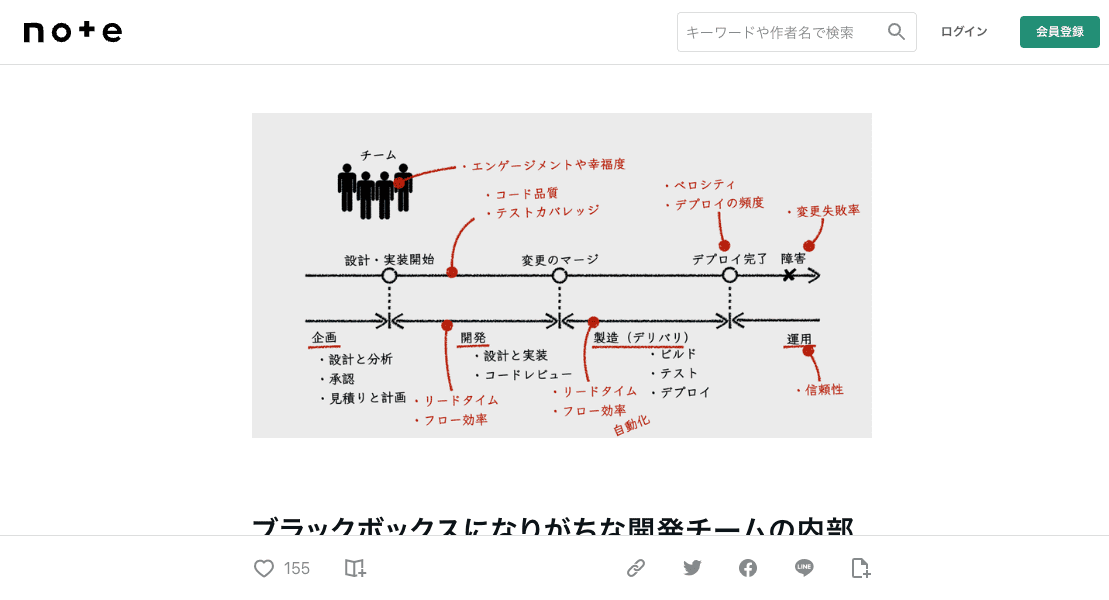 note
キーワードや作者名で検索
ログイン
会員登録
チーム
・エンゲージメントや幸福度
・コード品質
・テストカバレッジ
・ベロシティ
・デプロイの頻度
・変更失敗率
設計・実装開始
変更のマージ
デプロイ完了
障害
企画
・設計と分析
・承認
・見積りと計画
開発
・設計と実装
・コードレビュー
・リードタイム
・フロー効率
製造（デリバリ）
・ビルド
・テスト
・デプロイ
・リードタイム
・フロー効率
自動化
運用
・信頼性
ブラックボックスになりがちな開発チームの内部
155
LINE